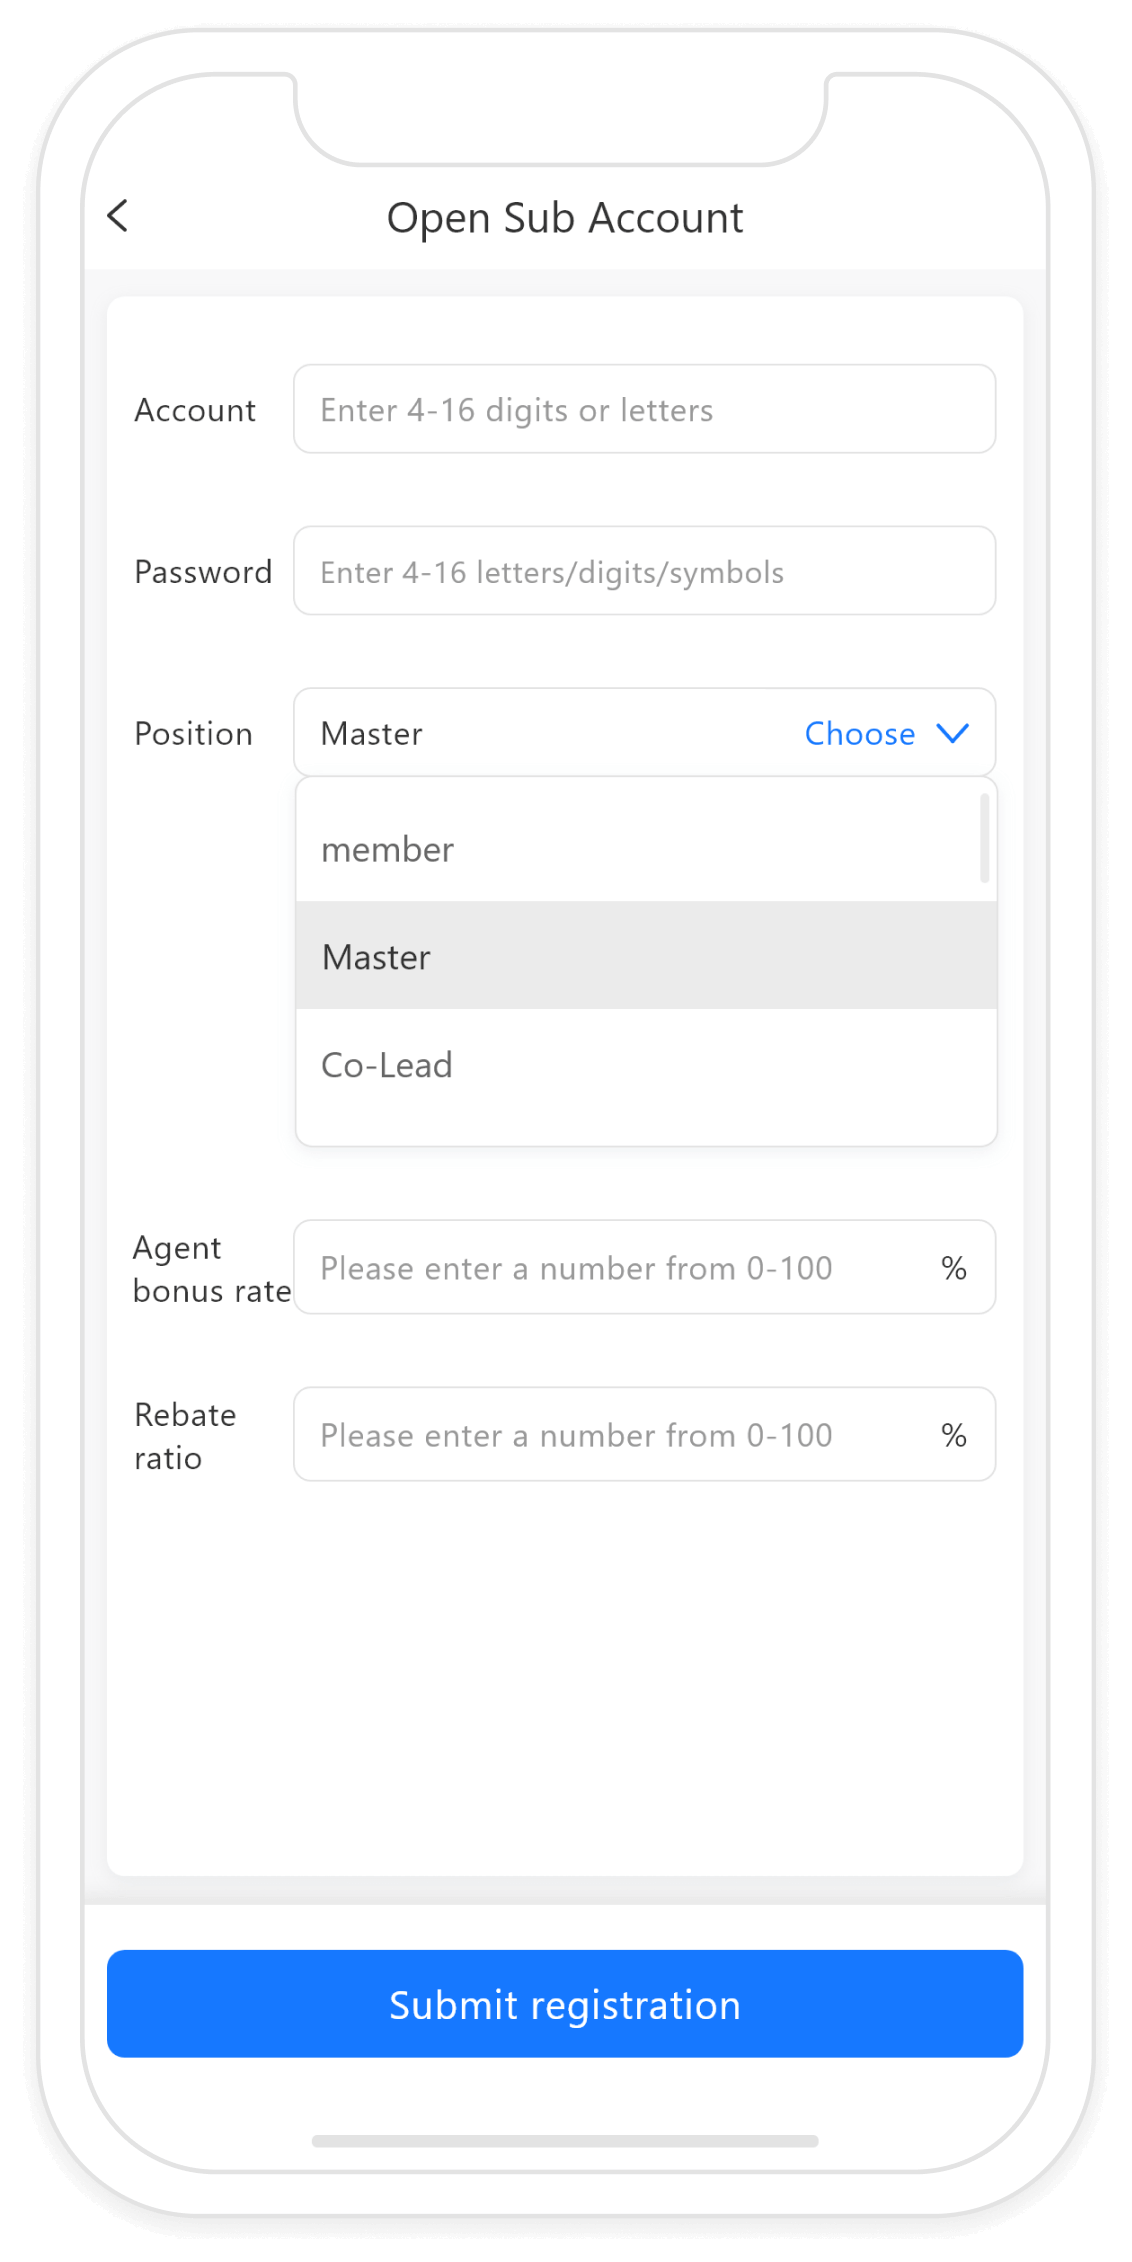 Open Sub Account
Account
Enter 4-16 digits or letters
Password
Enter 4-16 letters/digits/symbols
Position
Master
Choose
member
Master
Co-Lead
Agent
bonus rate
Please enter a number from 0-100
%
Rebate
ratio
Please enter a number from 0-100
%
Submit registration